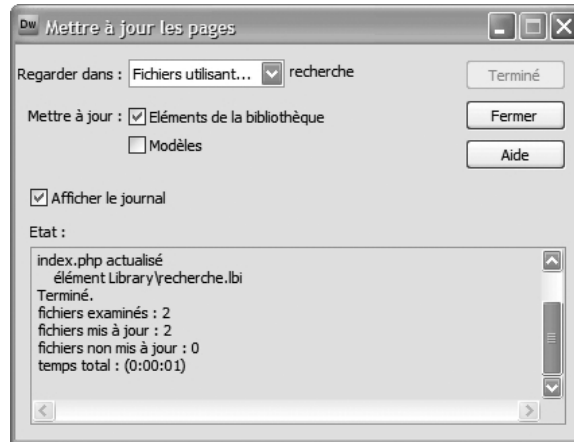 Dw Mettre à jour les pages
Regarder dans : Fichiers utilisant... recherche
Terminé
Mettre à jour : Eléments de la bibliothèque
Fermer
Modèles
Aide
Afficher le journal
Etat :
index.php actualisé
élément Library\recherche.lbi
Terminé.
fichiers examinés : 2
fichiers mis à jour : 2
fichiers non mis à jour : 0
temps total : (0:00:01)